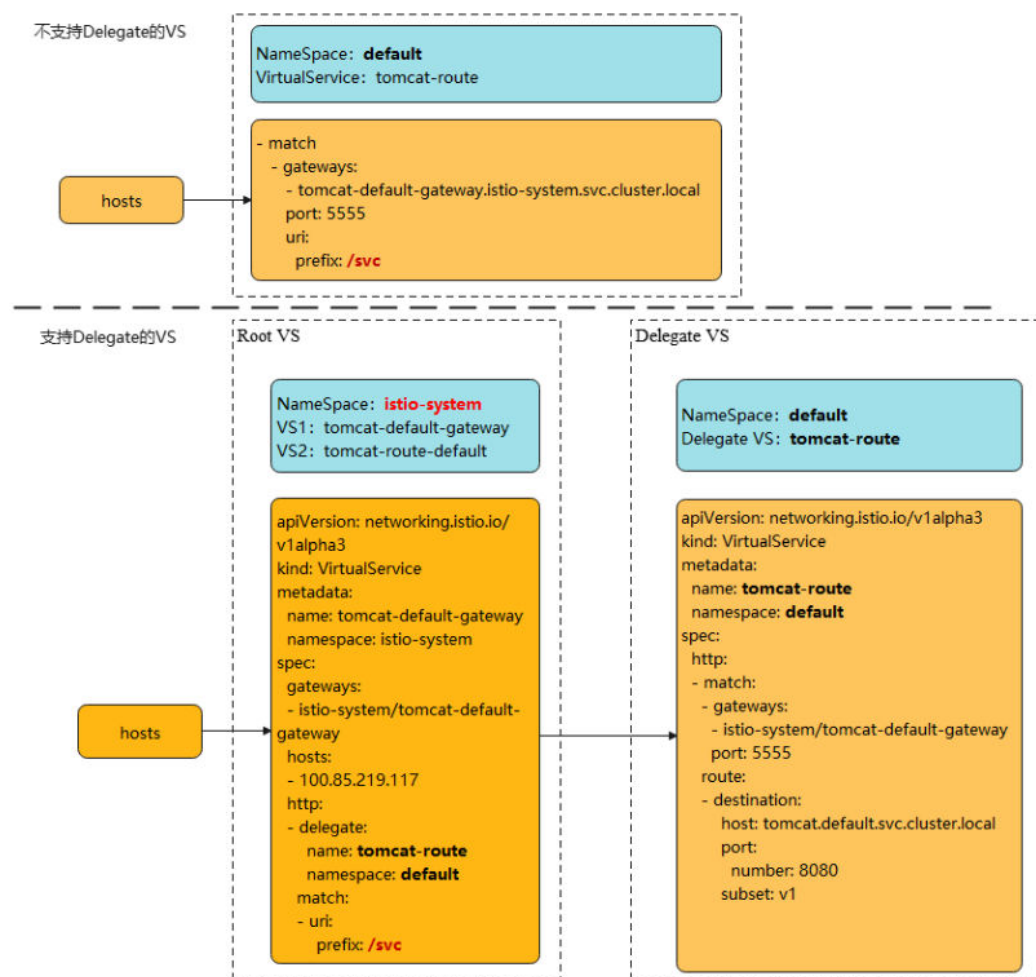 不支持Delegate的VS
NameSpace：default
VirtualService：tomcat-route
hosts
- match
- gateways:
- tomcat-default-gateway.istio-system.svc.cluster.local
port: 5555
uri:
prefix: /svc
支持Delegate的VS
Root VS
NameSpace：istio-system
VS1：tomcat-default-gateway
VS2：tomcat-route-default
hosts
apiVersion: networking.istio.io/
v1alpha3
kind: VirtualService
metadata:
name: tomcat-default-gateway
namespace: istio-system
spec:
gateways:
- istio-system/tomcat-default-
gateway
hosts:
- 100.85.219.117
http:
- delegate:
name: tomcat-route
namespace: default
match:
- uri:
prefix: /svc
Delegate VS
NameSpace：default
Delegate VS：tomcat-route
apiVersion: networking.istio.io/v1alpha3
kind: VirtualService
metadata:
name: tomcat-route
namespace: default
spec:
http:
- match:
- gateways:
- istio-system/tomcat-default-gateway
port: 5555
route:
- destination:
host: tomcat.default.svc.cluster.local
port:
number: 8080
subset: v1